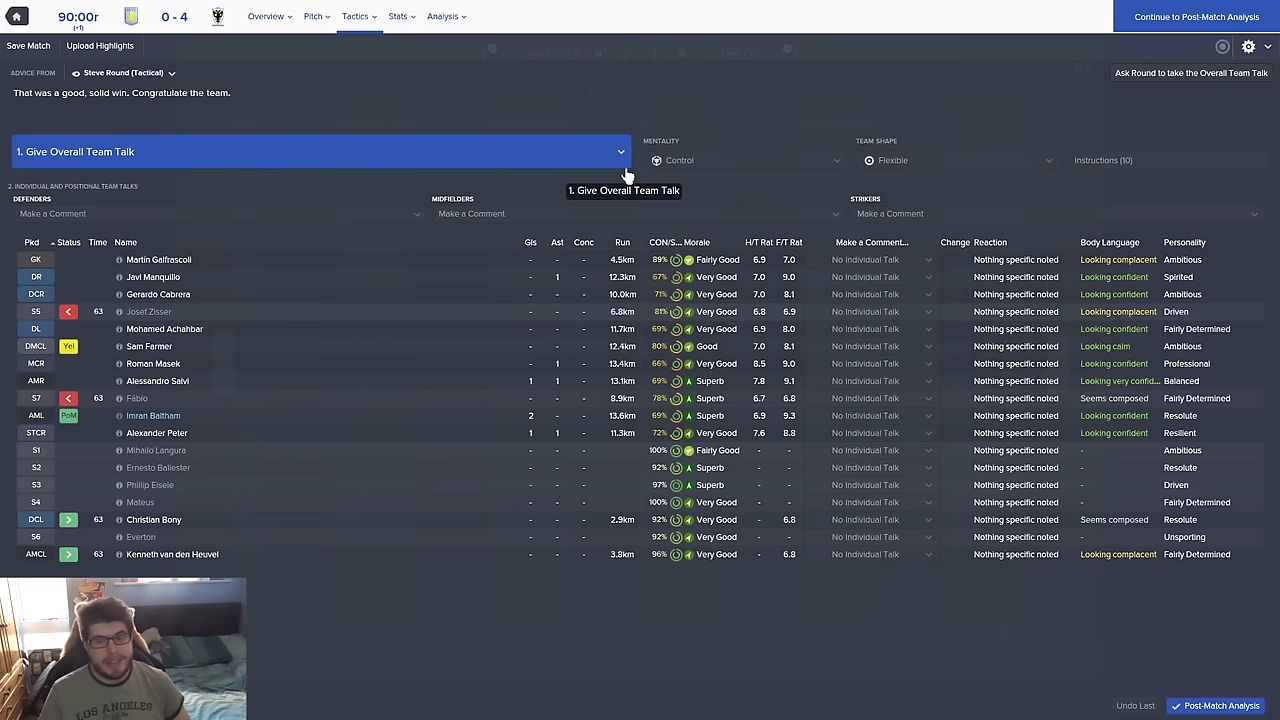 90:00r
(+1)
0 - 4
Overview
Pitch
Tactics
Stats
Analysis
Continue to Post-Match Analysis
Save Match
Upload Highlights
ADVICE FROM
Steve Round (Tactical)
Ask Round to take the Overall Team Talk
That was a good, solid win. Congratulate the team.
1. Give Overall Team Talk
MENTALITY
Control
TEAM SHAPE
Flexible
Instructions (10)
1. Give Overall Team Talk
2. INDIVIDUAL AND POSITIONAL TEAM TALKS
DEFENDERS
Make a Comment
MIDFIELDERS
Make a Comment
STRIKERS
Make a Comment
Pkd Status Time Name Gls Ast Conc Run CON/S... Morale H/T Rat F/T Rat Make a Comment... Change Reaction Body Language Personality
GK Martín Galfrascoli - - - 4.5km 89% Fairly Good 6.9 7.0 No Individual Talk Nothing specific noted Looking complacent Ambitious
DR Javi Manquillo - 1 - 12.3km 67% Very Good 7.0 9.0 No Individual Talk Nothing specific noted Looking confident Spirited
DCR Gerardo Cabrera - - - 10.0km 71% Very Good 7.0 8.1 No Individual Talk Nothing specific noted Looking confident Ambitious
S5 63 Josef Zisser - - - 6.8km 81% Very Good 6.8 6.9 No Individual Talk Nothing specific noted Looking complacent Driven
DL Mohamed Achahbar - - - 11.7km 69% Very Good 6.9 8.0 No Individual Talk Nothing specific noted Looking confident Fairly Determined
DMCL Yel Sam Farmer - - - 12.4km 80% Good 7.0 8.1 No Individual Talk Nothing specific noted Looking calm Ambitious
MCR Roman Masek - 1 - 13.4km 66% Very Good 8.5 9.0 No Individual Talk Nothing specific noted Looking confident Professional
AMR Alessandro Salvi 1 1 - 13.1km 69% Superb 7.8 9.1 No Individual Talk Nothing specific noted Looking very confid... Balanced
S7 63 Fábio - - - 8.9km 78% Superb 6.7 6.8 No Individual Talk Nothing specific noted Seems composed Fairly Determined
AML PoM Imran Baltham 2 - - 13.6km 69% Superb 6.9 9.3 No Individual Talk Nothing specific noted Looking confident Resolute
STCR Alexander Peter 1 1 - 11.3km 72% Very Good 7.6 8.8 No Individual Talk Nothing specific noted Looking confident Resilient
S1 Mihailo Langura - - - 100% Fairly Good - - No Individual Talk Nothing specific noted - Ambitious
S2 Ernesto Ballester - - - 92% Superb - - No Individual Talk Nothing specific noted - Resolute
S3 Phillip Eisele - - - 97% Superb - - No Individual Talk Nothing specific noted - Driven
S4 Mateus - - - 100% Very Good - - No Individual Talk Nothing specific noted - Fairly Determined
DCL 63 Christian Bony - - - 2.9km 92% Very Good - 6.8 No Individual Talk Nothing specific noted Seems composed Resolute
S6 Everton - - - 92% Very Good - - No Individual Talk Nothing specific noted - Unsporting
AMCL 63 Kenneth van den Heuvel - - - 3.8km 96% Very Good - 6.8 No Individual Talk Nothing specific noted Looking complacent Fairly Determined
LOS ANGELES
Undo Last
Post-Match Analysis